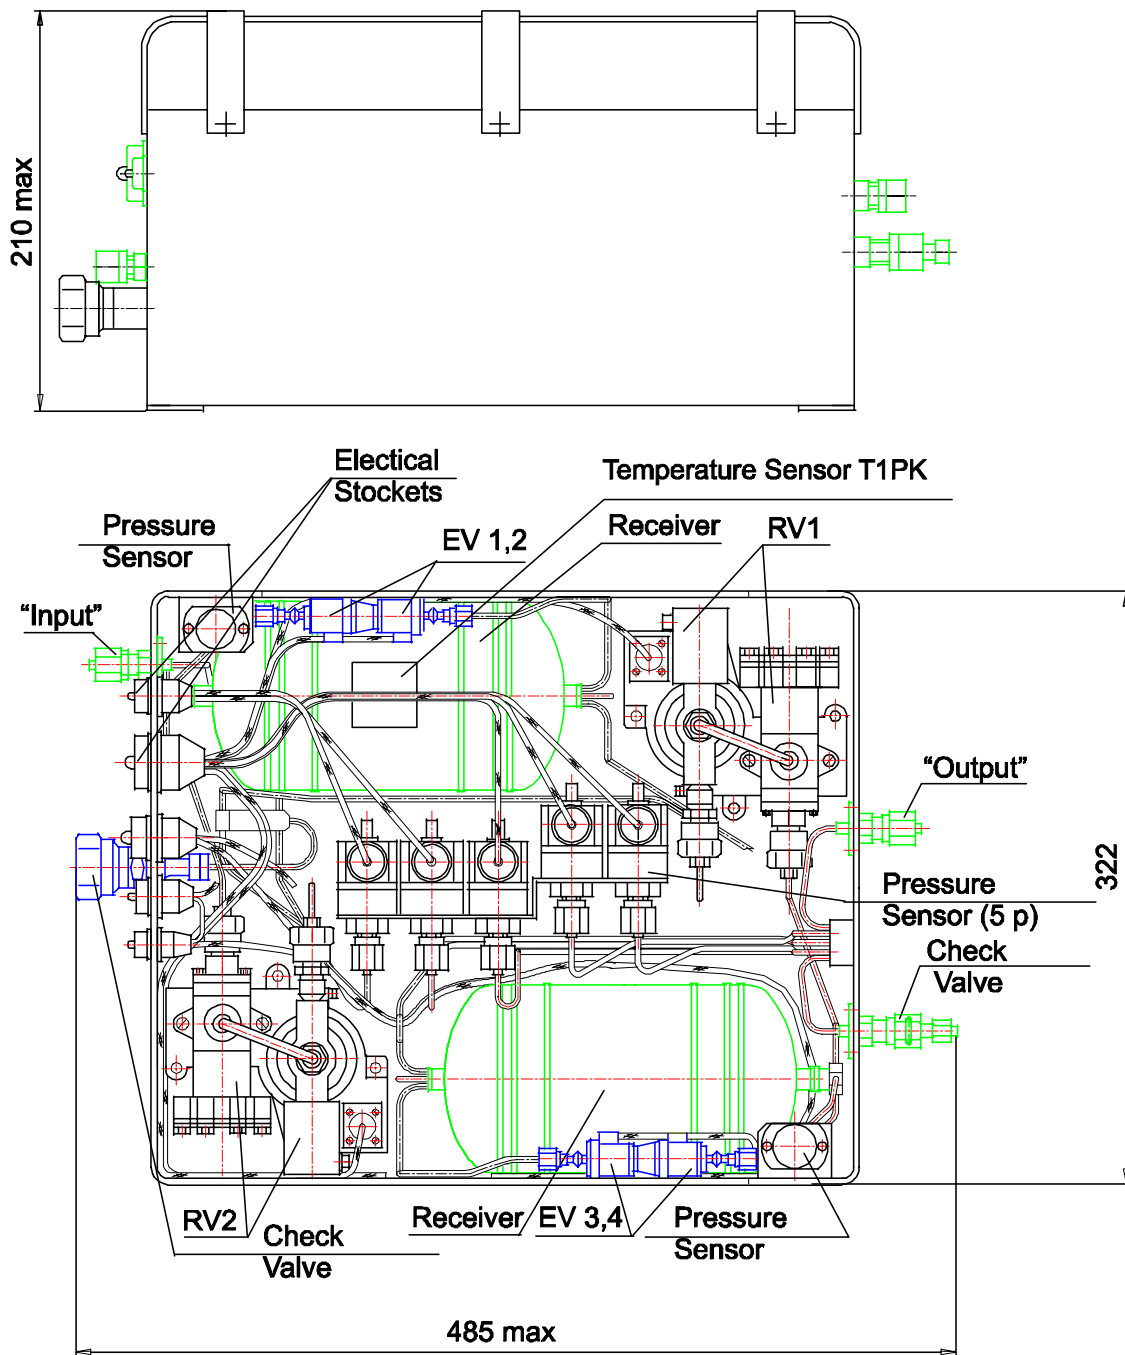 210 max
Electical
Stockets
Temperature Sensor T1PK
Pressure
Sensor
EV 1,2
Receiver
RV1
“Input”
“Output”
322
Pressure
Sensor (5 p)
Check
Valve
RV2
Check
Valve
Receiver
EV 3,4
Pressure
Sensor
485 max